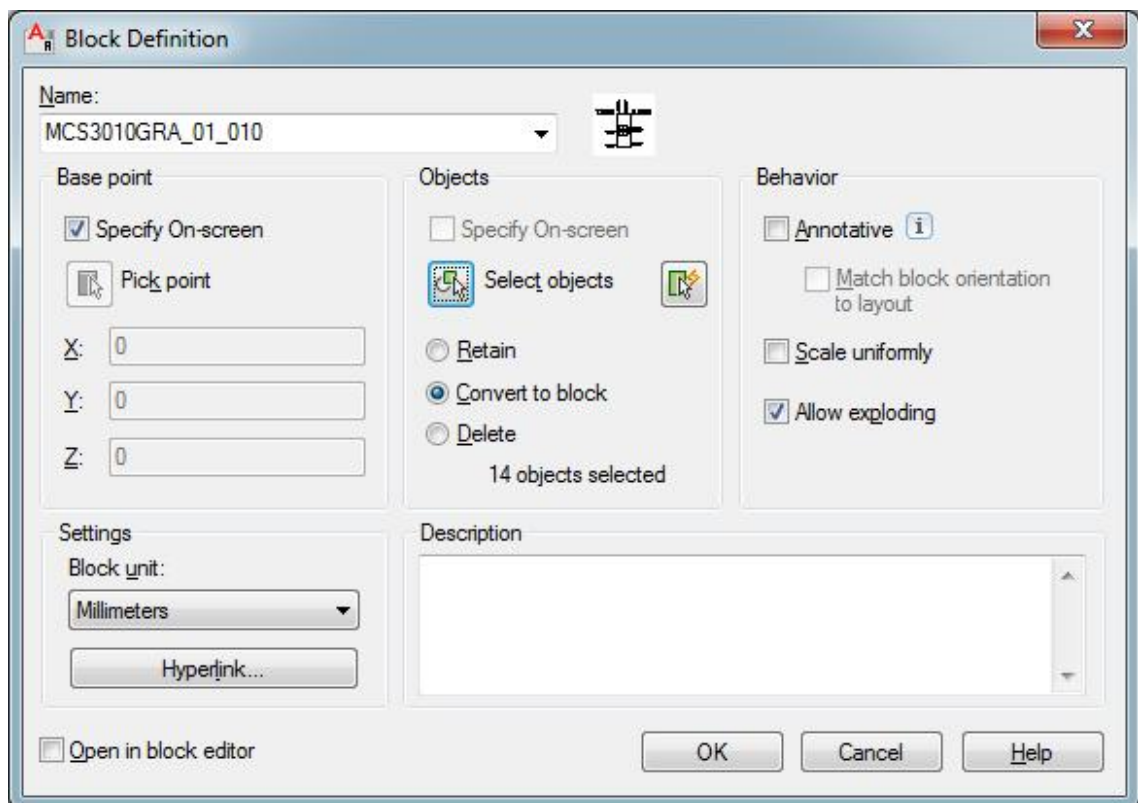 Block Definition
Name:
MCS3010GRA_01_010
Base point
Specify On-screen
Pick point
X: 0
Y: 0
Z: 0
Objects
Specify On-screen
Select objects
Retain
Convert to block
Delete
14 objects selected
Behavior
Annotative
Match block orientation
to layout
Scale uniformly
Allow exploding
Settings
Block unit:
Millimeters
Hyperlink...
Description
Open in block editor
OK
Cancel
Help